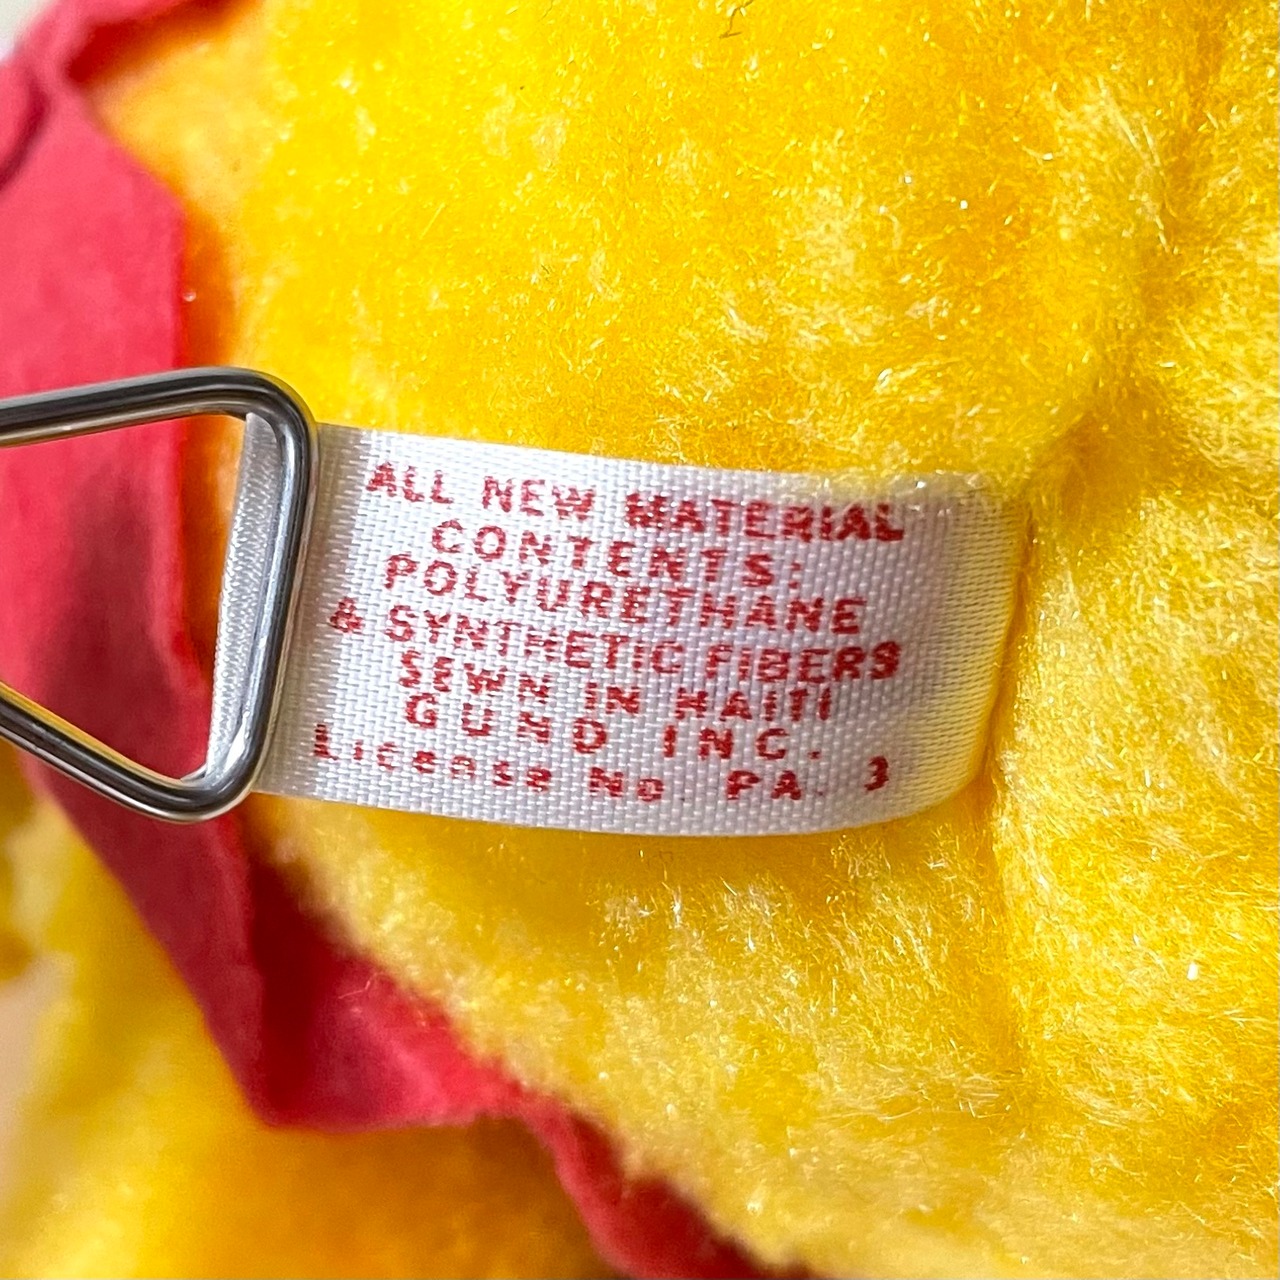 ALL NEW MATERIAL
CONTENTS:
POLYURETHANE
& SYNTHETIC FIBERS
SEWN IN HAITI
GUND INC.
License No PA. 3